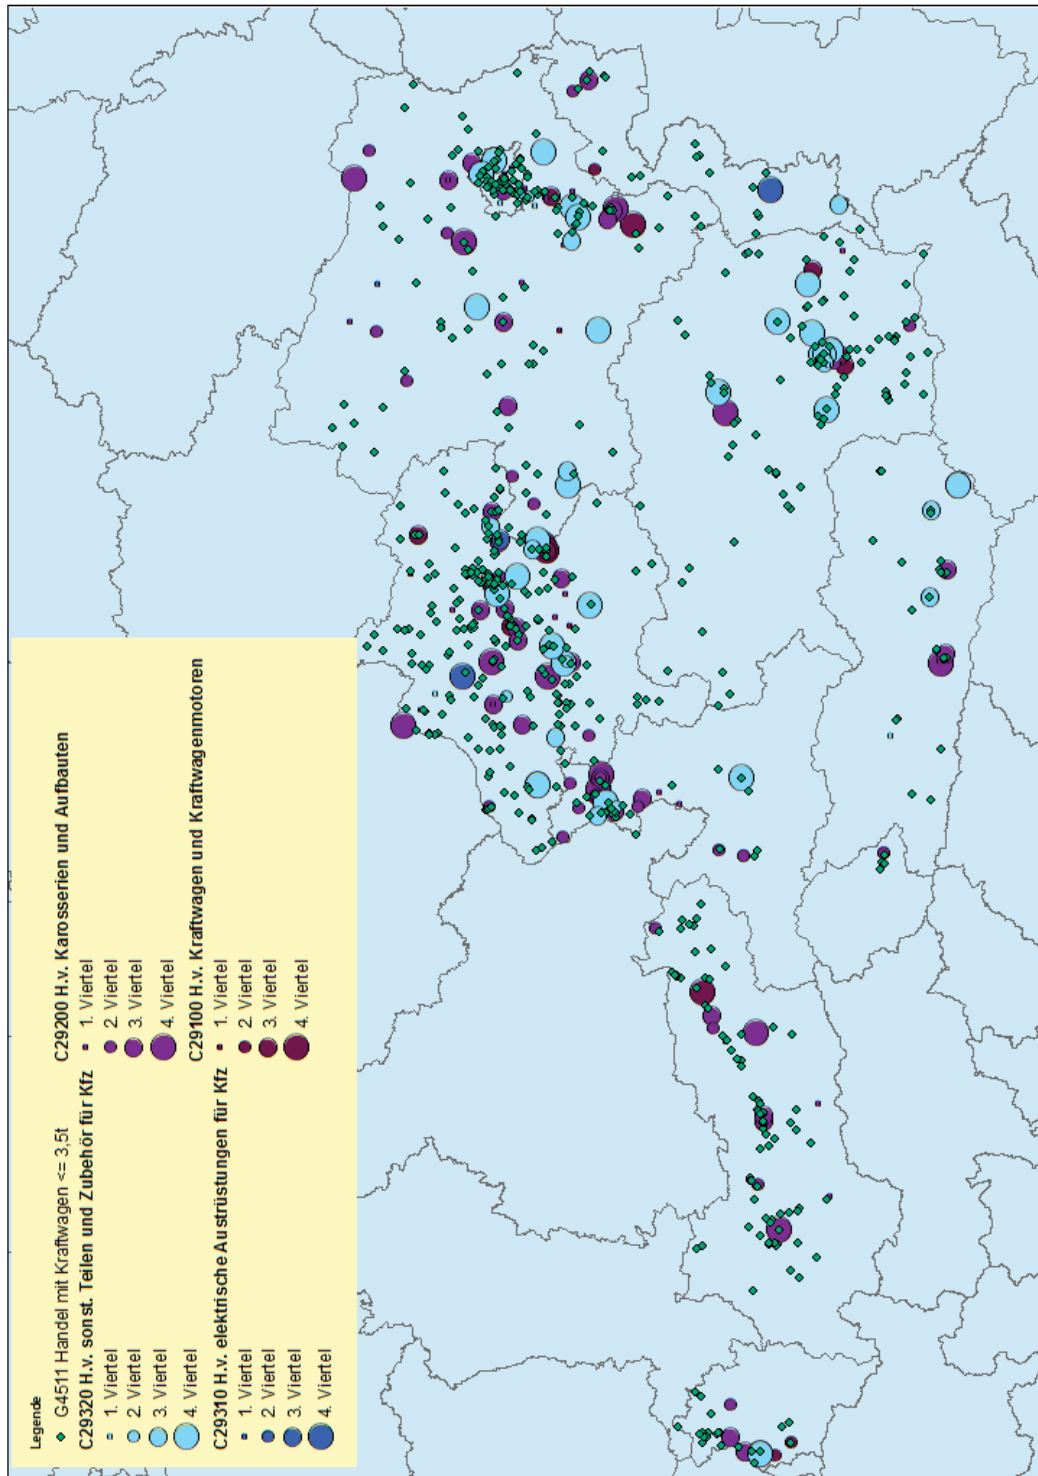 Legende
G4511 Handel mit Kraftwagen <= 3,5t
C29320 H.v. sonst. Teilen und Zubehör für Kfz
1. Viertel
2. Viertel
3. Viertel
4. Viertel
C29310 H.v. elektrische Austrüstungen für Kfz
1. Viertel
2. Viertel
3. Viertel
4. Viertel
C29200 H.v. Karosserien und Aufbauten
1. Viertel
2. Viertel
3. Viertel
4. Viertel
C29100 H.v. Kraftwagen und Kraftwagenmotoren
1. Viertel
2. Viertel
3. Viertel
4. Viertel